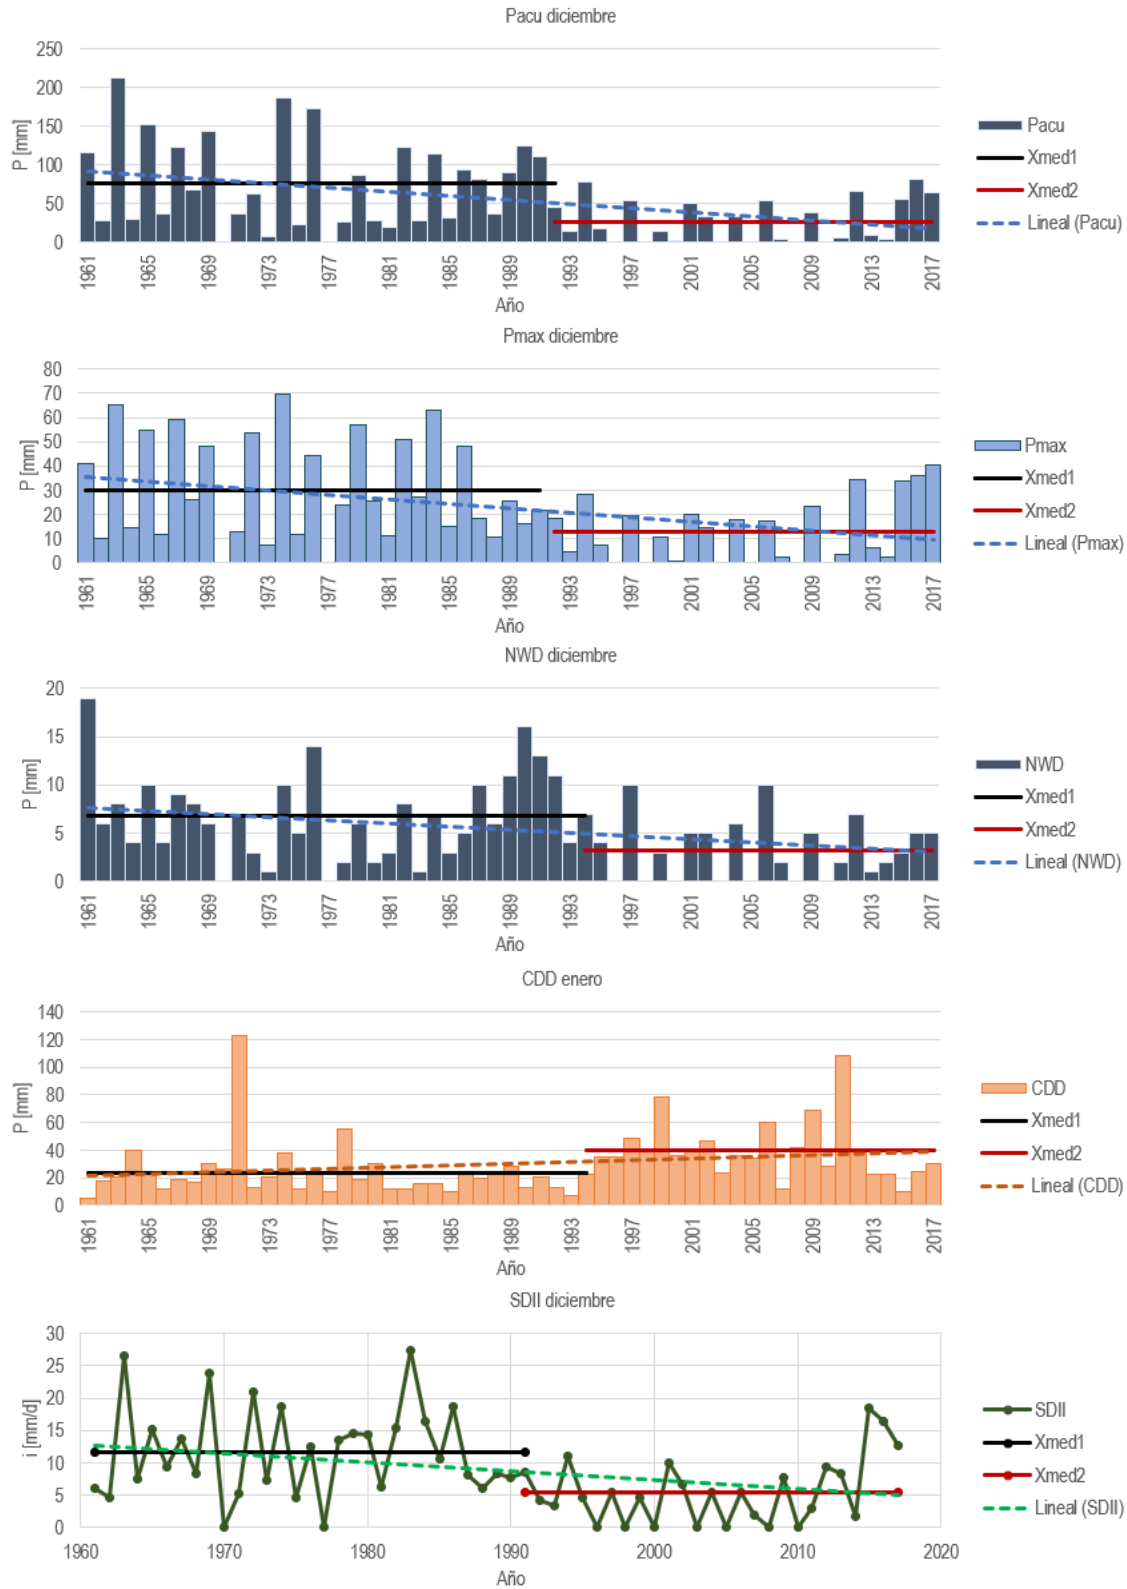 Pacu diciembre
250
200
150
100
50
0
P [mm]
1961 1965 1969 1973 1977 1981 1985 1989 1993 1997 2001 2005 2009 2013 2017
Año
Pacu
Xmed1
Xmed2
Lineal (Pacu)
Pmax diciembre
80
70
60
50
40
30
20
10
0
P [mm]
1961 1965 1969 1973 1977 1981 1985 1989 1993 1997 2001 2005 2009 2013 2017
Año
Pmax
Xmed1
Xmed2
Lineal (Pmax)
NWD diciembre
20
15
10
5
0
P [mm]
1961 1965 1969 1973 1977 1981 1985 1989 1993 1997 2001 2005 2009 2013 2017
Año
NWD
Xmed1
Xmed2
Lineal (NWD)
CDD enero
140
120
100
80
60
40
20
0
P [mm]
1961 1965 1969 1973 1977 1981 1985 1989 1993 1997 2001 2005 2009 2013 2017
Año
CDD
Xmed1
Xmed2
Lineal (CDD)
SDII diciembre
30
25
20
15
10
5
0
i [mm/d]
1960 1970 1980 1990 2000 2010 2020
Año
SDII
Xmed1
Xmed2
Lineal (SDII)